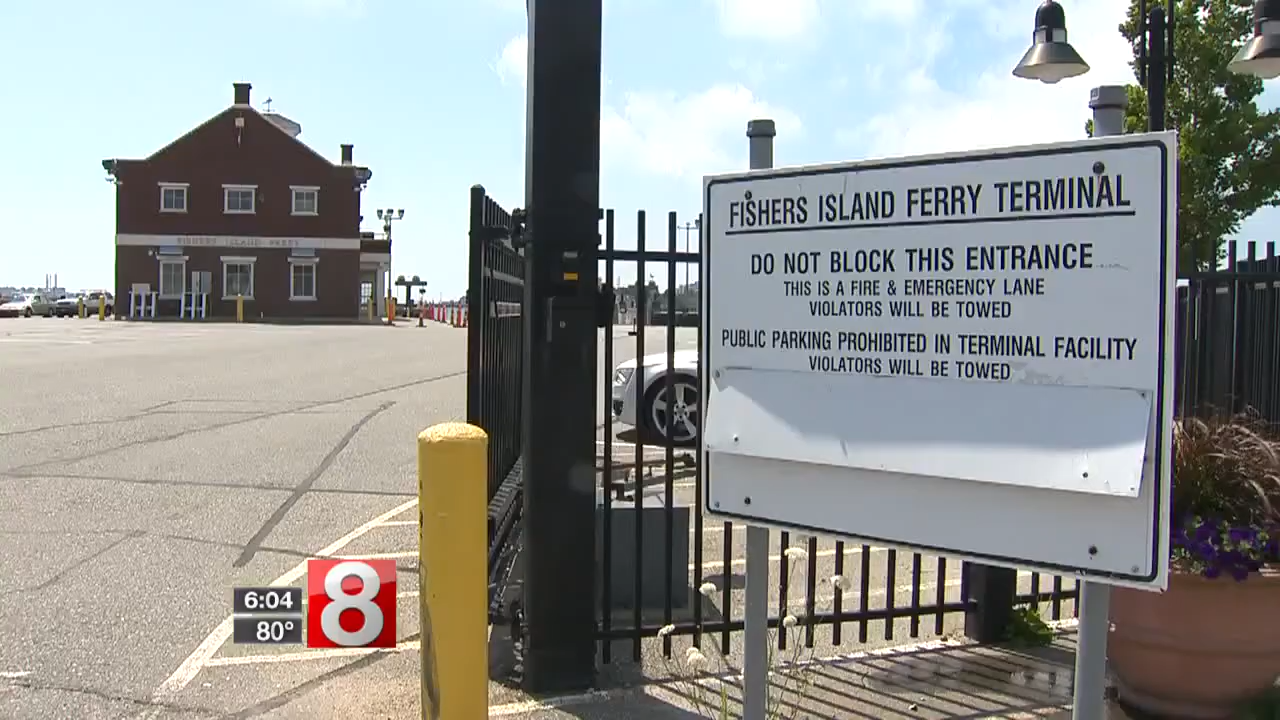 FISHERS ISLAND FERRY
FISHERS ISLAND FERRY TERMINAL
DO NOT BLOCK THIS ENTRANCE
THIS IS A FIRE & EMERGENCY LANE
VIOLATORS WILL BE TOWED
PUBLIC PARKING PROHIBITED IN TERMINAL FACILITY
VIOLATORS WILL BE TOWED
6:04
80°
8